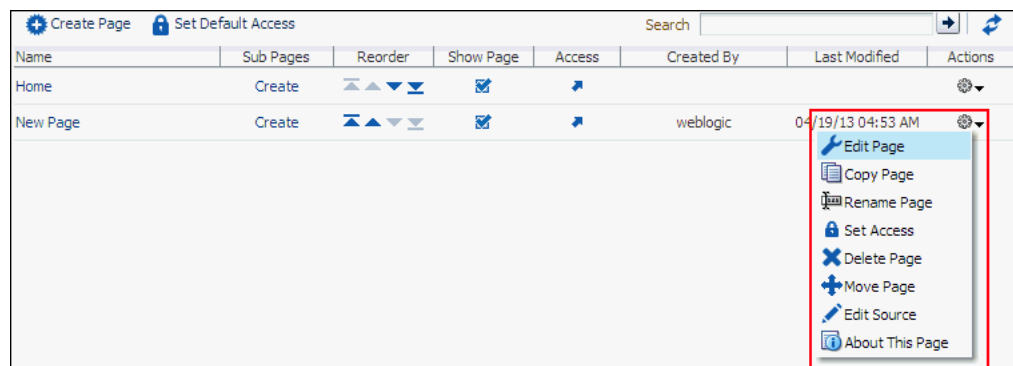 Create Page Set Default Access Search
Name Sub Pages Reorder Show Page Access Created By Last Modified Actions
Home Create
New Page Create weblogic 04/19/13 04:53 AM
Edit Page
Copy Page
Rename Page
Set Access
Delete Page
Move Page
Edit Source
About This Page